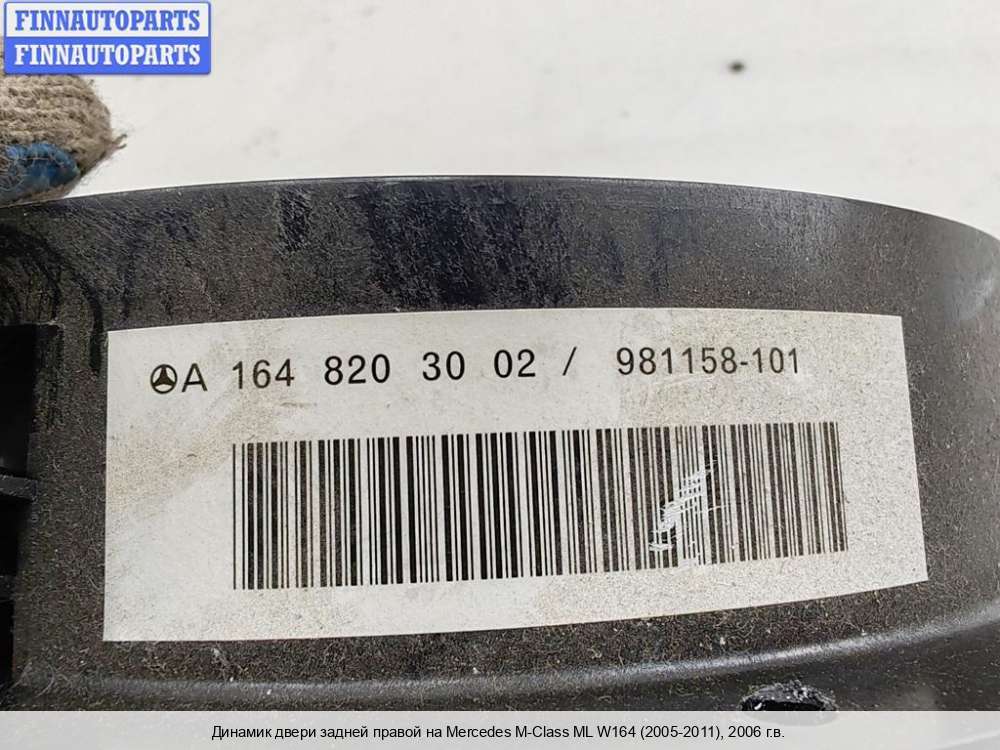 FINNAUTOPARTS
FINNAUTOPARTS
A 164 820 30 02 / 981158-101
Динамик двери задней правой на Mercedes M-Class ML W164 (2005-2011), 2006 г.в.